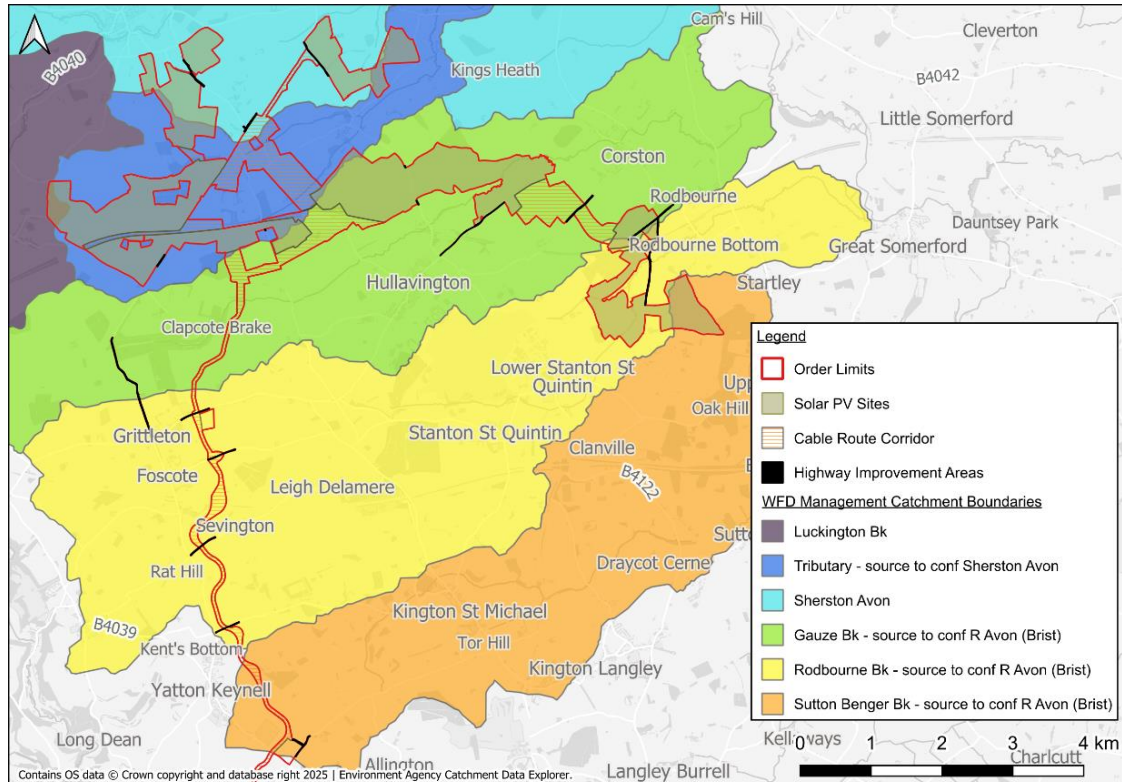 Cam's Hill
Cleverton
B4040
Kings Heath
B4042
Little Somerford
Corston
Rodbourne
Dauntsey Park
Rodbourne Bottom
Great Somerford
Hullavington
Startley
Clapcote Brake
Lower Stanton St
Quintin
Upp
Oak Hill
Grittleton
Stanton St Quintin
Clanville
Foscote
B4122
Leigh Delamere
Sevington
Sutto
Rat Hill
Draycot Cerne
Kington St Michael
B4039
Tor Hill
Kent's Bottom
Kington Langley
Yatton Keynell
Long Dean
Allington
Langley Burrell
Kellaways
Charlcutt
Legend
Order Limits
Solar PV Sites
Cable Route Corridor
Highway Improvement Areas
WFD Management Catchment Boundaries
Luckington Bk
Tributary - source to conf Sherston Avon
Sherston Avon
Gauze Bk - source to conf R Avon (Brist)
Rodbourne Bk - source to conf R Avon (Brist)
Sutton Benger Bk - source to conf R Avon (Brist)
0 1 2 3 4 km
Contains OS data © Crown copyright and database right 2025 | Environment Agency Catchment Data Explorer.